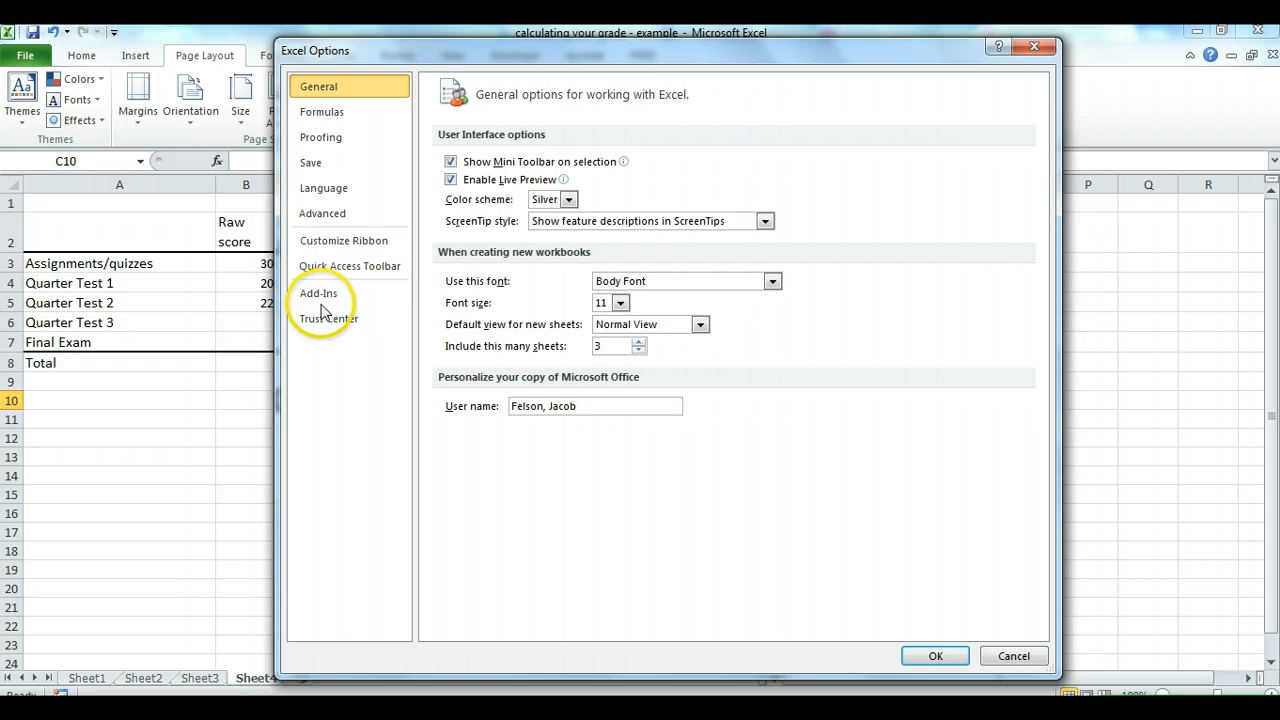 calculating your grade - example - Microsoft Excel
File Home Insert Page Layout
Excel Options
Themes Colors Fonts Effects Margins Orientation Size
Themes
C10 fx
A B P Q R
1
2 Raw score
3 Assignments/quizzes 30
4 Quarter Test 1 20
5 Quarter Test 2 22
6 Quarter Test 3
7 Final Exam
8 Total
9
10
11
12
13
14
15
16
17
18
19
20
21
22
23
24
Sheet1 Sheet2 Sheet3 Sheet4
General
Formulas
Proofing
Save
Language
Advanced
Customize Ribbon
Quick Access Toolbar
Add-Ins
Trust Center
General options for working with Excel.
User Interface options
Show Mini Toolbar on selection
Enable Live Preview
Color scheme: Silver
ScreenTip style: Show feature descriptions in ScreenTips
When creating new workbooks
Use this font: Body Font
Font size: 11
Default view for new sheets: Normal View
Include this many sheets: 3
Personalize your copy of Microsoft Office
User name: Felson, Jacob
OK Cancel